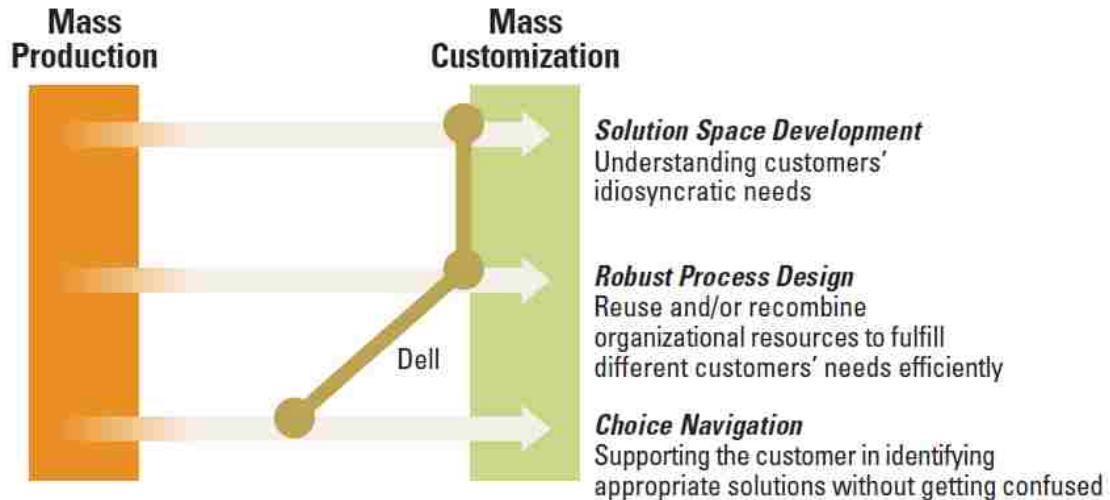 Mass
Production
Mass
Customization
Solution Space Development
Understanding customers’
idiosyncratic needs
Robust Process Design
Reuse and/or recombine
organizational resources to fulfill
different customers’ needs efficiently
Dell
Choice Navigation
Supporting the customer in identifying
appropriate solutions without getting confused